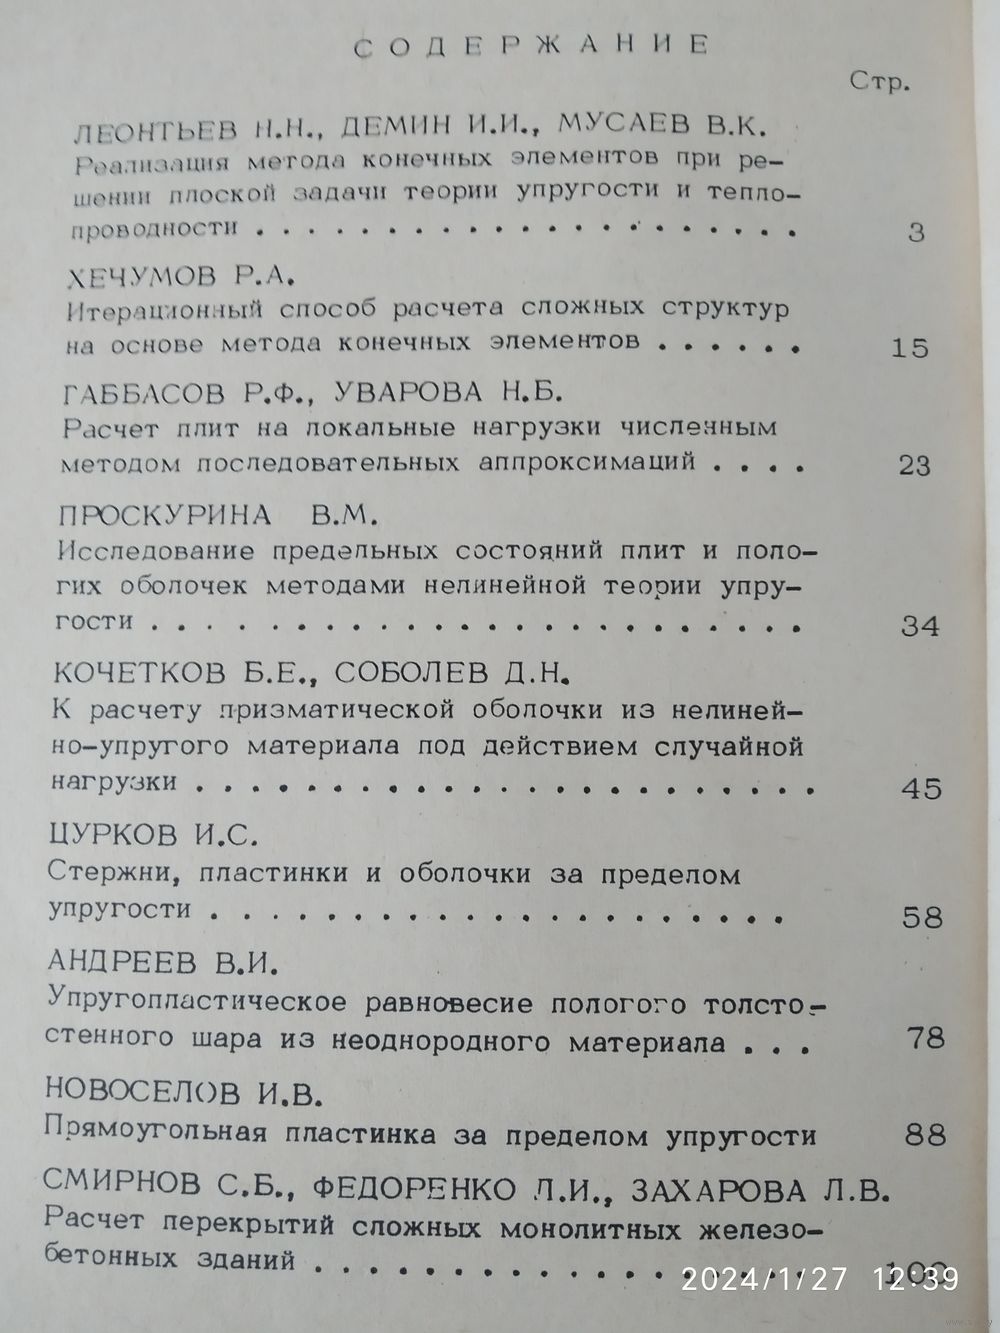 СОДЕРЖАНИЕ
Стр.
ЛЕОНТЬЕВ Н.Н., ДЕМИН И.И., МУСАЕВ В.К.
Реализация метода конечных элементов при ре-
шении плоской задачи теории упругости и тепло-
проводности . . . . . . . . . . . . . . . . . . . . . 3
ХЕЧУМОВ Р.А.
Итерационный способ расчета сложных структур
на основе метода конечных элементов . . . . . . 15
ГАББАСОВ Р.Ф., УВАРОВА Н.Б.
Расчет плит на локальные нагрузки численным
методом последовательных аппроксимаций . . . . 23
ПРОСКУРИНА В.М.
Исследование предельных состояний плит и поло-
гих оболочек методами нелинейной теории упру-
гости . . . . . . . . . . . . . . . . . . . . . . . . . 34
КОЧЕТКОВ Б.Е., СОБОЛЕВ Д.Н.
К расчету призматической оболочки из нелиней-
но-упругого материала под действием случайной
нагрузки . . . . . . . . . . . . . . . . . . . . . . . 45
ЦУРКОВ И.С.
Стержни, пластинки и оболочки за пределом
упругости . . . . . . . . . . . . . . . . . . . . . 58
АНДРЕЕВ В.И.
Упругопластическое равновесие пологого толсто-
стенного шара из неоднородного материала . . . 78
НОВОСЕЛОВ И.В.
Прямоугольная пластинка за пределом упругости 88
СМИРНОВ С.Б., ФЕДОРЕНКО Л.И., ЗАХАРОВА Л.В.
Расчет перекрытий сложных монолитных железо-
бетонных зданий . . . . . . . . . . . . . . . . . . .
2024/1/27 12:39